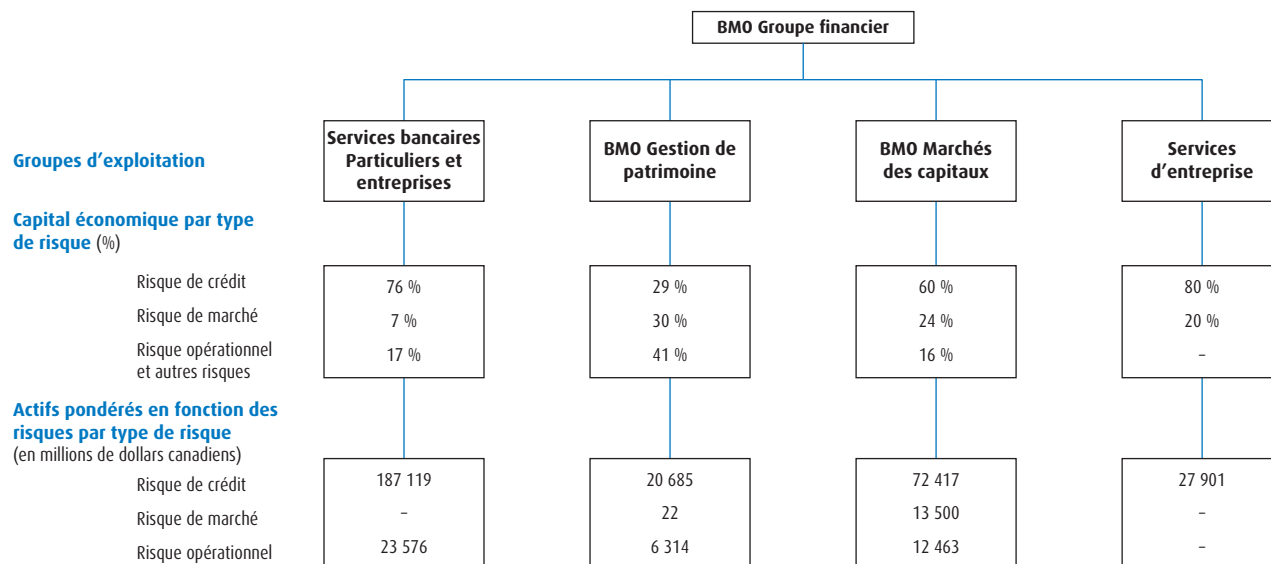 BMO Groupe financier
Groupes d'exploitation
Services bancaires
Particuliers et
entreprises
BMO Gestion de
patrimoine
BMO Marchés
des capitaux
Services
d'entreprise
Capital économique par type
de risque (%)
Risque de crédit 76 % 29 % 60 % 80 %
Risque de marché 7 % 30 % 24 % 20 %
Risque opérationnel
et autres risques 17 % 41 % 16 % –
Actifs pondérés en fonction des
risques par type de risque
(en millions de dollars canadiens)
Risque de crédit 187 119 20 685 72 417 27 901
Risque de marché – 22 13 500 –
Risque opérationnel 23 576 6 314 12 463 –